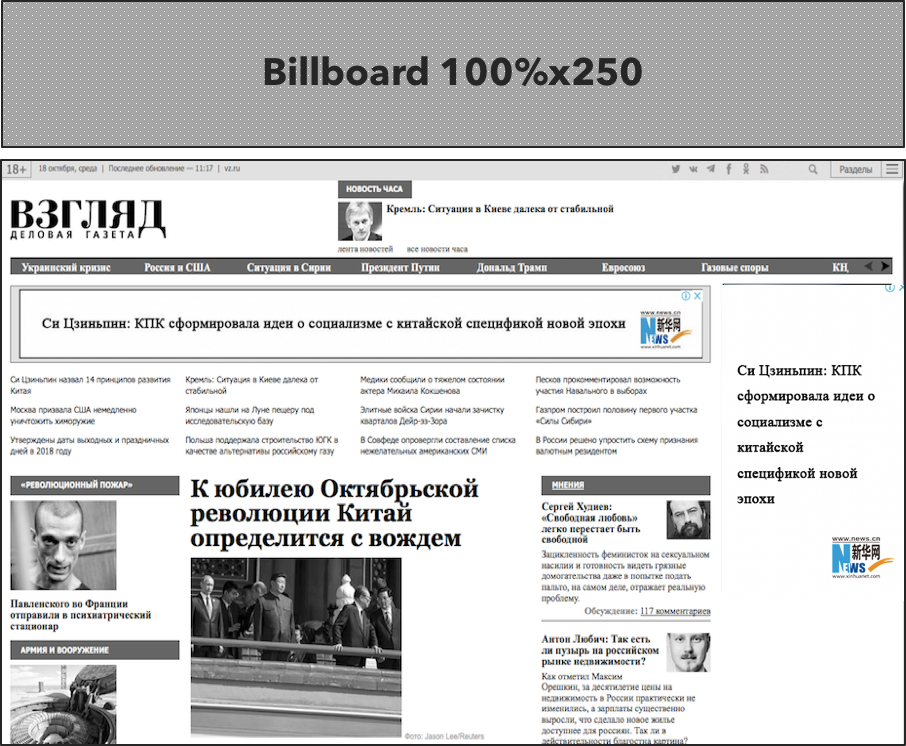 Billboard 100%x250
18+ 18 октября, среда | Последнее обновление — 11:17 | vz.ru
Разделы
НОВОСТЬ ЧАСА
ВЗГЛЯД
ДЕЛОВАЯ ГАЗЕТА
Кремль: Ситуация в Киеве далека от стабильной
лента новостей все новости часа
Украинский кризис Россия и США Ситуация в Сирии Президент Путин Дональд Трамп Евросоюз Газовые споры КН
Си Цзиньпин: КПК сформировала идеи о социализме с китайской спецификой новой эпохи
www.news.cn
新华网
NEWS
www.xinhuanet.com
Си Цзиньпин назвал 14 принципов развития
Китая
Москва призвала США немедленно
уничтожить химоружие
Утверждены даты выходных и праздничных
дней в 2018 году
Кремль: Ситуация в Киеве далека от
стабильной
Японцы нашли на Луне пещеру под
исследовательскую базу
Польша поддержала строительство ЮГК в
качестве альтернативы российскому газу
Медики сообщили о тяжелом состоянии
актера Михаила Кокшенова
Элитные войска Сирии начали зачистку
кварталов Дейр-эз-Зора
В Совфеде опровергли составление списка
нежелательных американских СМИ
Песков прокомментировал возможность
участия Навального в выборах
Газпром построил половину первого участка
«Силы Сибири»
В России решено упростить схему признания
валютным резидентом
«РЕВОЛЮЦИОННЫЙ ПОЖАР»
Павленского во Франции
отправили в психиатрический
стационар
АРМИЯ И ВООРУЖЕНИЕ
К юбилею Октябрьской
революции Китай
определится с вождем
Фото: Jason Lee/Reuters
МНЕНИЯ
Сергей Худиев:
«Свободная любовь»
легко перестает быть
свободной
Зацикленность феминисток на сексуальном
насилии и готовность видеть грязные
домогательства даже в попытке подать
пальто, на самом деле, отражает реальную
проблему.
Обсуждение: 117 комментариев
Антон Любич: Так есть
ли пузырь на российском
рынке недвижимости?
Как отметил Максим
Орешкин, за десятилетие цены на
недвижимость в России практически не
изменились, а зарплаты существенно
выросли, что сделало новое жилье
доступнее для россиян. Так ли в
действительности благостна картина?
Си Цзиньпин: КПК
сформировала идеи о
социализме с
китайской
спецификой новой
эпохи
www.news.cn
新华网
NEWS
www.xinhuanet.com